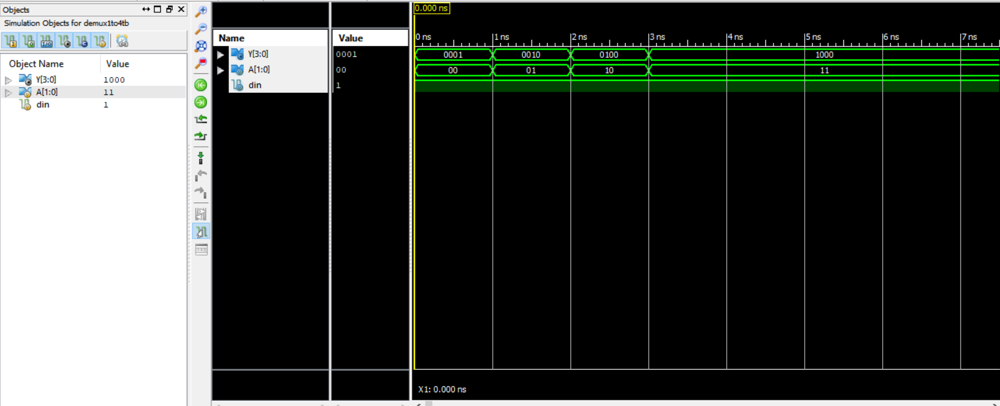 Objects
Simulation Objects for demux1to4tb
Object Name Value
Y[3:0] 1000
A[1:0] 11
din 1
Name Value
Y[3:0] 0001
A[1:0] 00
din 1
0.000 ns
0 ns 1 ns 2 ns 3 ns 4 ns 5 ns 6 ns 7 ns
0001 0010 0100 1000
00 01 10 11
X1: 0.000 ns